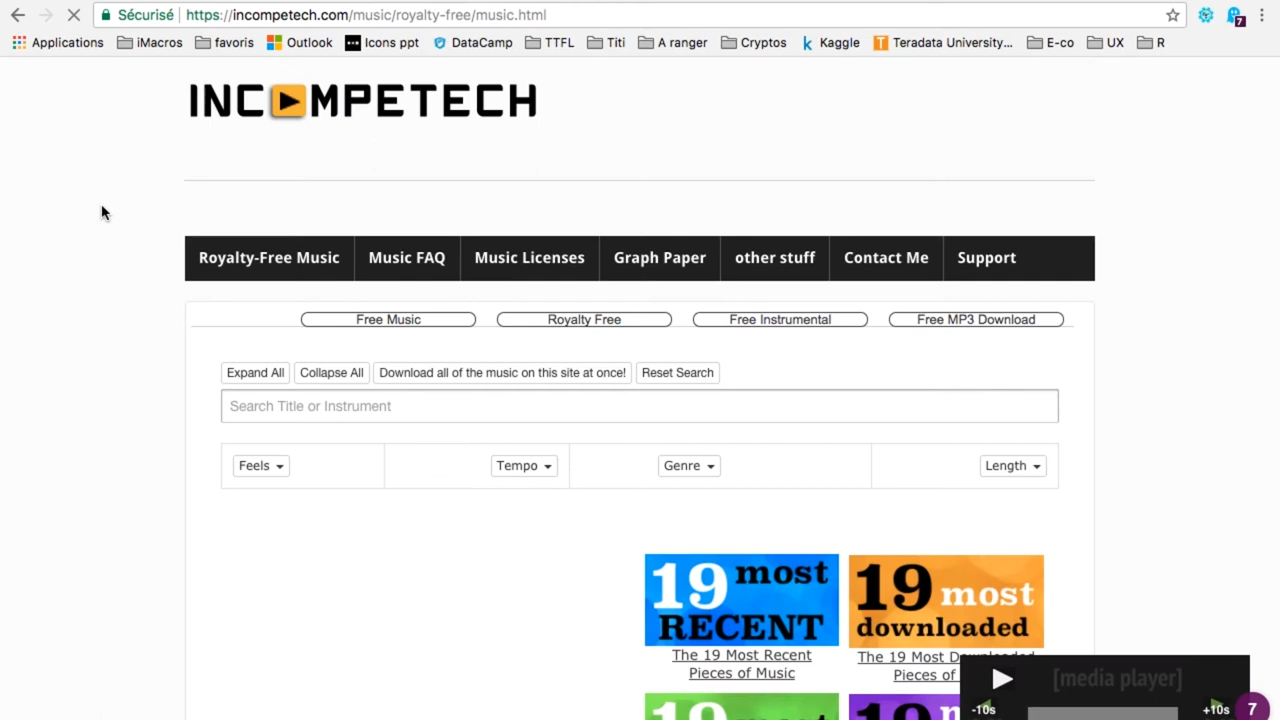 Sécurisé https://incompetech.com/music/royalty-free/music.html
7
Applications iMacros favoris Outlook Icons ppt DataCamp TTFL Titi A ranger Cryptos Kaggle Teradata University... E-co UX R
INCOMPETECH
Royalty-Free Music Music FAQ Music Licenses Graph Paper other stuff Contact Me Support
Free Music Royalty Free Free Instrumental Free MP3 Download
Expand All Collapse All Download all of the music on this site at once! Reset Search
Search Title or Instrument
Feels Tempo Genre Length
19 most RECENT
19 most downloaded
The 19 Most Recent
Pieces of Music
The 19 Most Downloaded
Pieces of
19 most
[media player]
-10s +10s 7